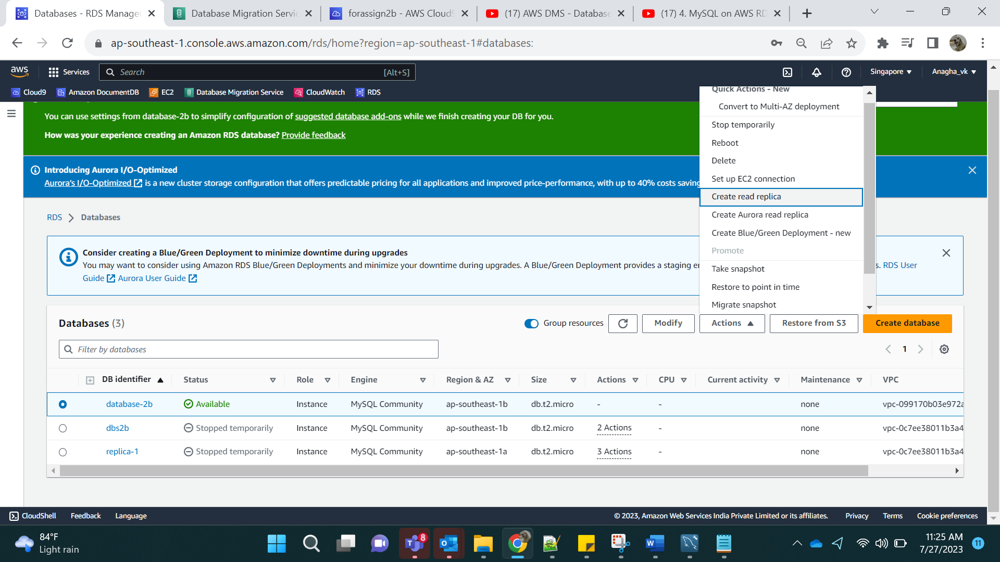 Databases - RDS Manager
Database Migration Servic
forassign2b - AWS CloudS
(17) AWS DMS - Database
(17) 4. MySQL on AWS RD
ap-southeast-1.console.aws.amazon.com/rds/home?region=ap-southeast-1#databases:
aws
Services
Search
[Alt+S]
Singapore
Anagha_vk
Cloud9
Amazon DocumentDB
EC2
Database Migration Service
CloudWatch
RDS
Quick Actions - New
Convert to Multi-AZ deployment
Stop temporarily
Reboot
Delete
Set up EC2 connection
Create read replica
Create Aurora read replica
Create Blue/Green Deployment - new
Promote
Take snapshot
Restore to point in time
Migrate snapshot
You can use settings from database-2b to simplify configuration of suggested database add-ons while we finish creating your DB for you.
How was your experience creating an Amazon RDS database? Provide feedback
Introducing Aurora I/O-Optimized
Aurora's I/O-Optimized is a new cluster storage configuration that offers predictable pricing for all applications and improved price-performance, with up to 40% costs saving
RDS
Databases
Consider creating a Blue/Green Deployment to minimize downtime during upgrades
You may want to consider using Amazon RDS Blue/Green Deployments and minimize your downtime during upgrades. A Blue/Green Deployment provides a staging e s. RDS User
Guide Aurora User Guide
Databases (3)
Group resources
Modify
Actions
Restore from S3
Create database
Filter by databases
1
DB identifier Status Role Engine Region & AZ Size Actions CPU Current activity Maintenance VPC
database-2b Available Instance MySQL Community ap-southeast-1b db.t2.micro - - none vpc-099170b03e972a
dbs2b Stopped temporarily Instance MySQL Community ap-southeast-1b db.t2.micro 2 Actions - none vpc-0c7ee38011b3a4
replica-1 Stopped temporarily Instance MySQL Community ap-southeast-1a db.t2.micro 3 Actions - none vpc-0c7ee38011b3a4
CloudShell
Feedback
Language
© 2023, Amazon Web Services India Private Limited or its affiliates.
Privacy
Terms
Cookie preferences
84°F
Light rain
8
11:25 AM
7/27/2023
11